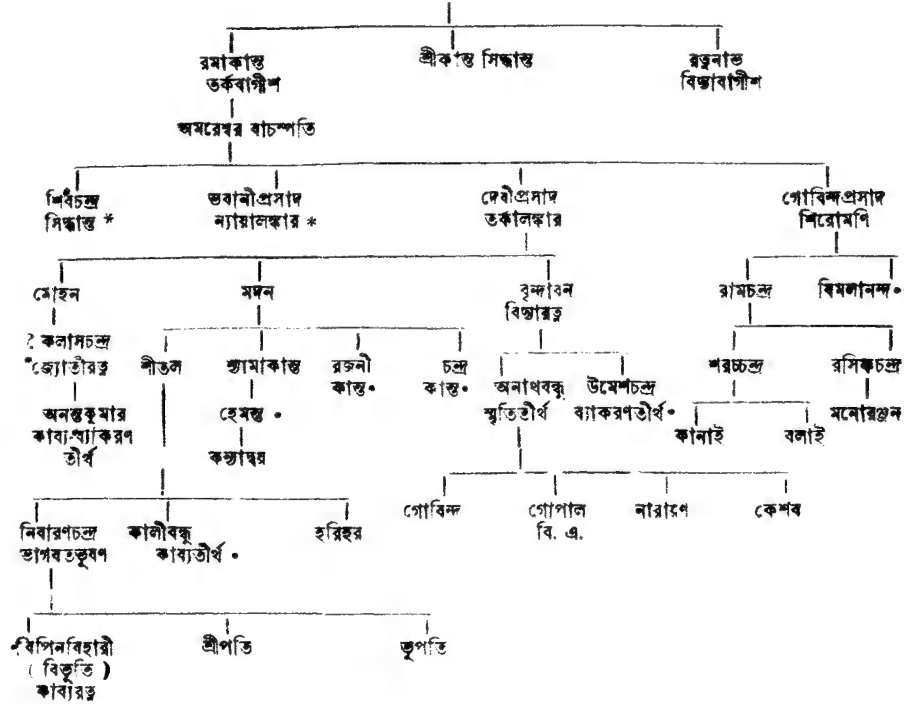 রমাকান্ত শ্রীকান্ত সিদ্ধান্ত রত্নগর্ভ
তর্কবাগীশ বিদ্যাবাগীশ
অমরেশ্বর বাচস্পতি
শিবচন্দ্র ভবানীপ্রসাদ দেবীপ্রসাদ গোবিন্দপ্রসাদ
সিদ্ধান্ত * ন্যায়ালঙ্কার * তর্কালঙ্কার শিরোমণি
মোহন মদন বৃন্দাবন রামচন্দ্র বিমলানন্দ •
বিদ্যারত্ন
কলাসচন্দ্র
জ্যোতীরত্ন শীতল শ্যামাকান্ত রজনী চন্দ্র অনাথবন্ধু উমেশচন্দ্র শরচ্চন্দ্র রসিকচন্দ্র
কান্ত • কান্ত • স্মৃতিতীর্থ ব্যাকরণতীর্থ •
অনন্তকুমার হেমন্ত • কানাই বলাই মনোরঞ্জন
কাব্য-ব্যাকরণ
তীর্থ কন্যাদ্বয়
গোবিন্দ গোপাল নারায়ণ কেশব
বি. এ.
নিবারণচন্দ্র কালীবন্ধু হরিহর
ভাগবতভূষণ কাব্যতীর্থ •
বিপিনবিহারী শ্রীপতি ভূপতি
( বিভূতি )
কাব্যরত্ন